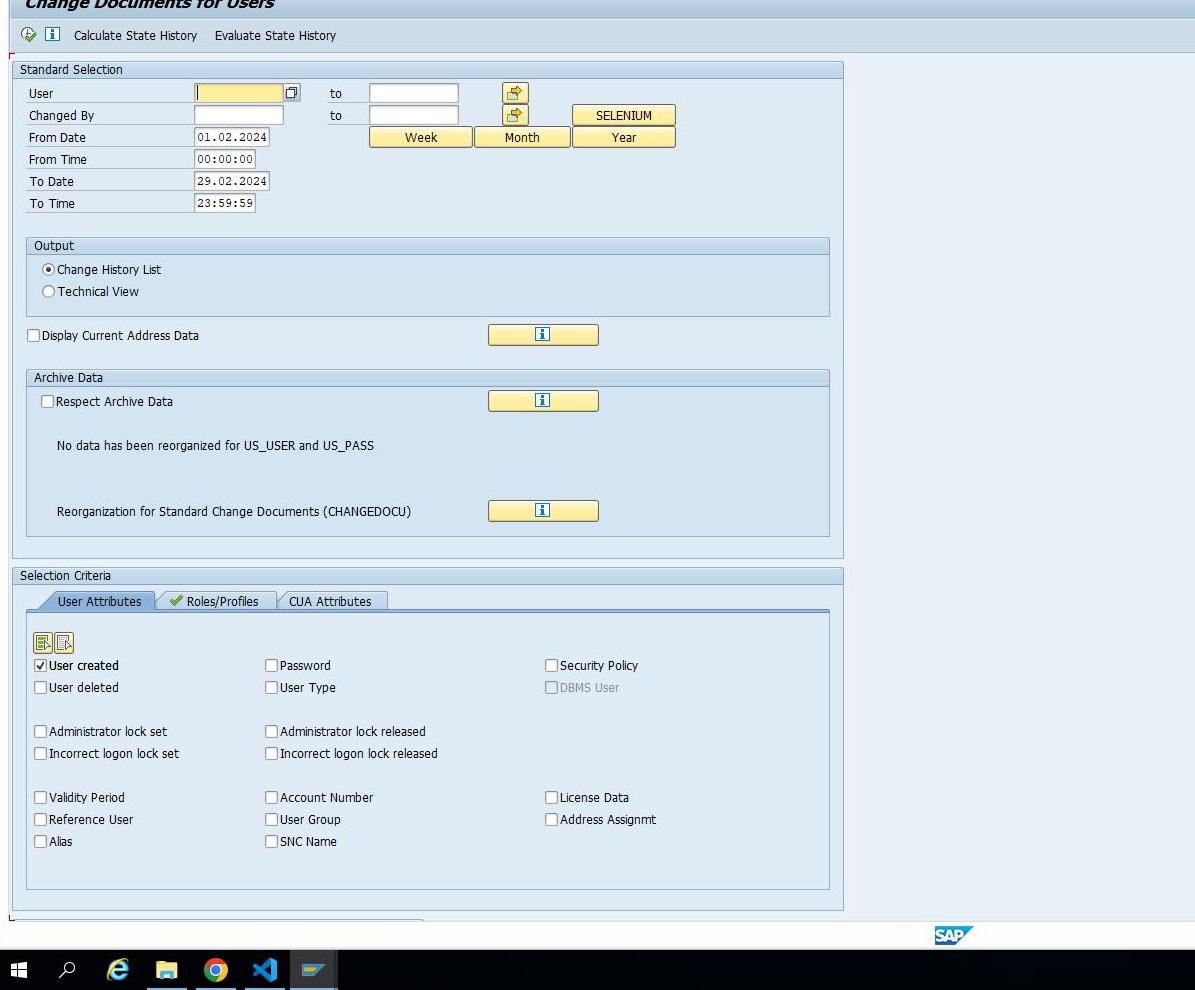 Change Documents for Users
Calculate State History Evaluate State History
Standard Selection
User to
Changed By to SELENIUM
From Date 01.02.2024 Week Month Year
From Time 00:00:00
To Date 29.02.2024
To Time 23:59:59
Output
Change History List
Technical View
Display Current Address Data
Archive Data
Respect Archive Data
No data has been reorganized for US_USER and US_PASS
Reorganization for Standard Change Documents (CHANGEDOCU)
Selection Criteria
User Attributes Roles/Profiles CUA Attributes
User created Password Security Policy
User deleted User Type DBMS User
Administrator lock set Administrator lock released
Incorrect logon lock set Incorrect logon lock released
Validity Period Account Number License Data
Reference User User Group Address Assignmt
Alias SNC Name
SAP